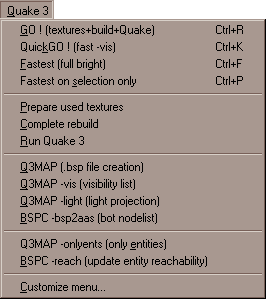 Quake 3
GO ! (textures+build+Quake) Ctrl+R
QuickGO ! (fast -vis) Ctrl+K
Fastest (full bright) Ctrl+F
Fastest on selection only Ctrl+P
Prepare used textures
Complete rebuild
Run Quake 3
Q3MAP (.bsp file creation)
Q3MAP -vis (visibility list)
Q3MAP -light (light projection)
BSPC -bsp2aas (bot nodelist)
Q3MAP -onlyents (only entities)
BSPC -reach (update entity reachability)
Customize menu...